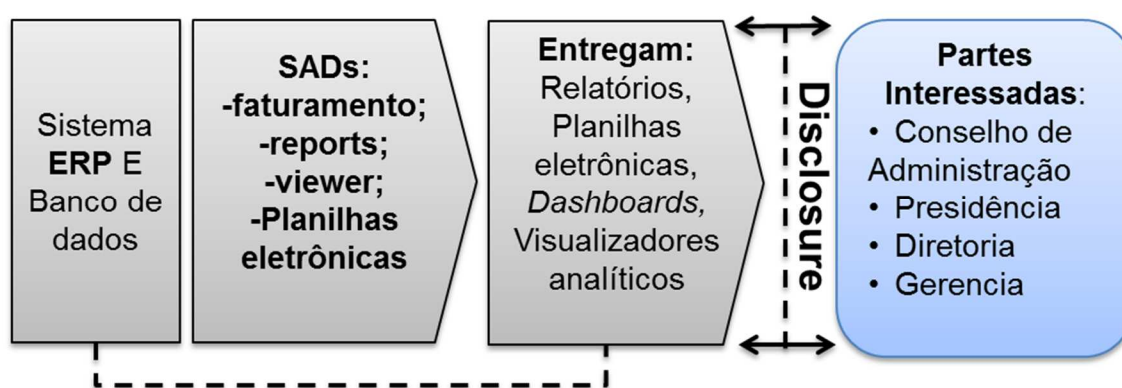 Sistema
ERP E
Banco de
dados
SADs:
-faturamento;
-reports;
-viewer;
-Planilhas
eletrônicas
Entregam:
Relatórios,
Planilhas
eletrônicas,
Dashboards,
Visualizadores
analíticos
Disclosure
Partes
Interessadas:
• Conselho de
Administração
• Presidência
• Diretoria
• Gerencia